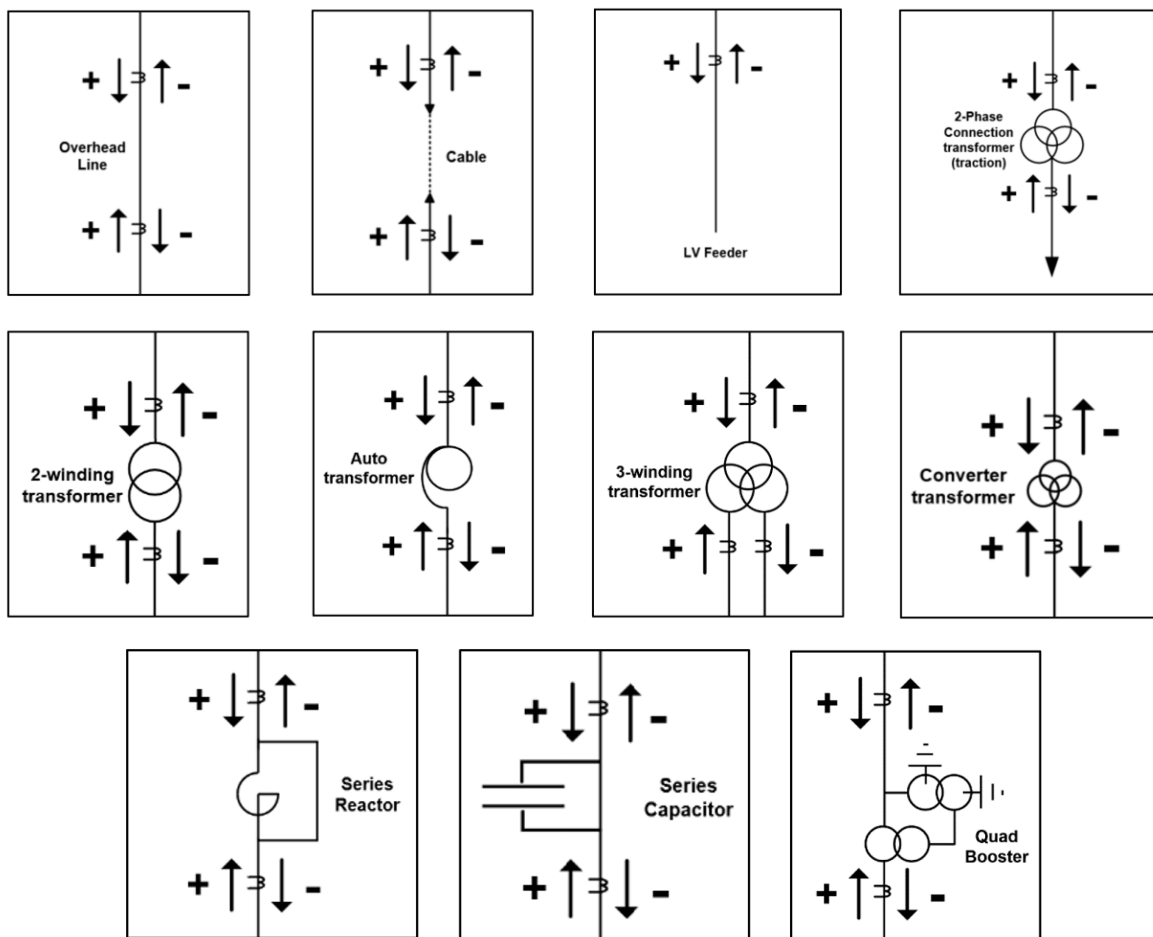 + -
Overhead
Line
+ -
+ -
Cable
+ -
+ -
LV Feeder
+ -
2-Phase
Connection
transformer
(traction)
+ -
+ -
2-winding
transformer
+ -
+ -
Auto
transformer
+ -
+ -
3-winding
transformer
+ -
+ -
Converter
transformer
+ -
+ -
Series
Reactor
+ -
+ -
Series
Capacitor
+ -
+ -
Quad
Booster
+ -